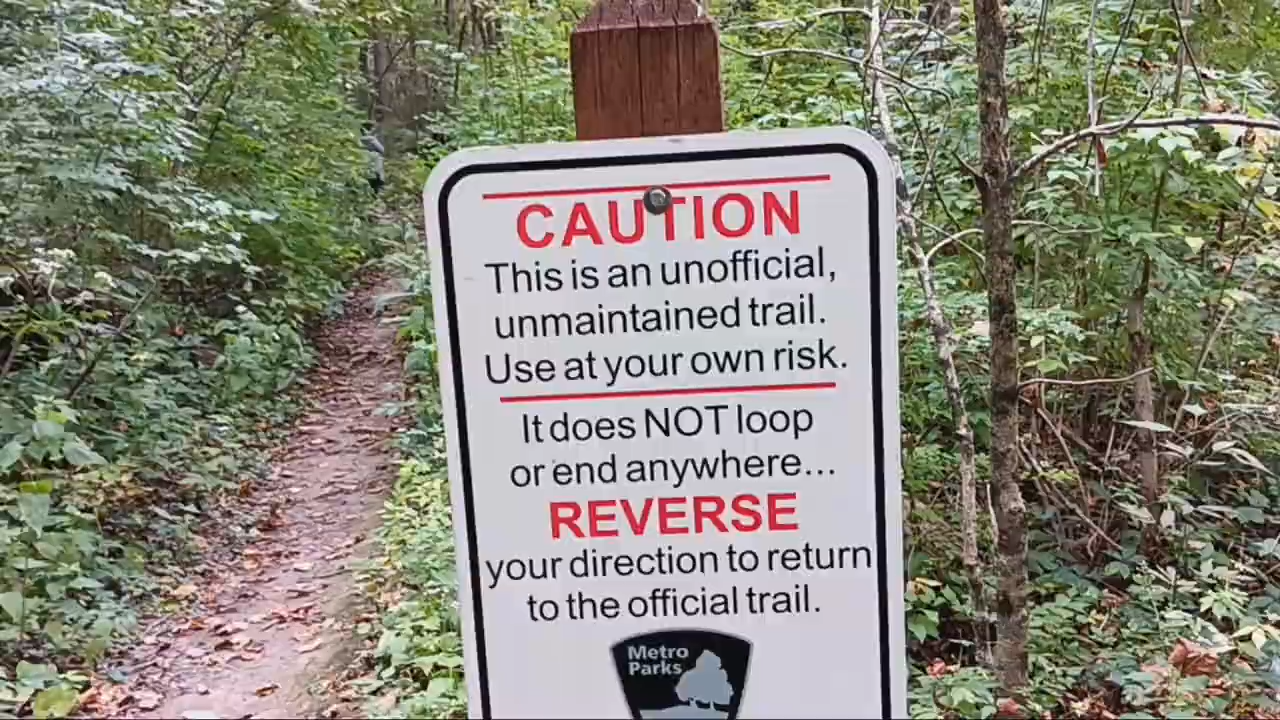 CAUTION
This is an unofficial,
unmaintained trail.
Use at your own risk.
It does NOT loop
or end anywhere...
REVERSE
your direction to return
to the official trail.
Metro
Parks